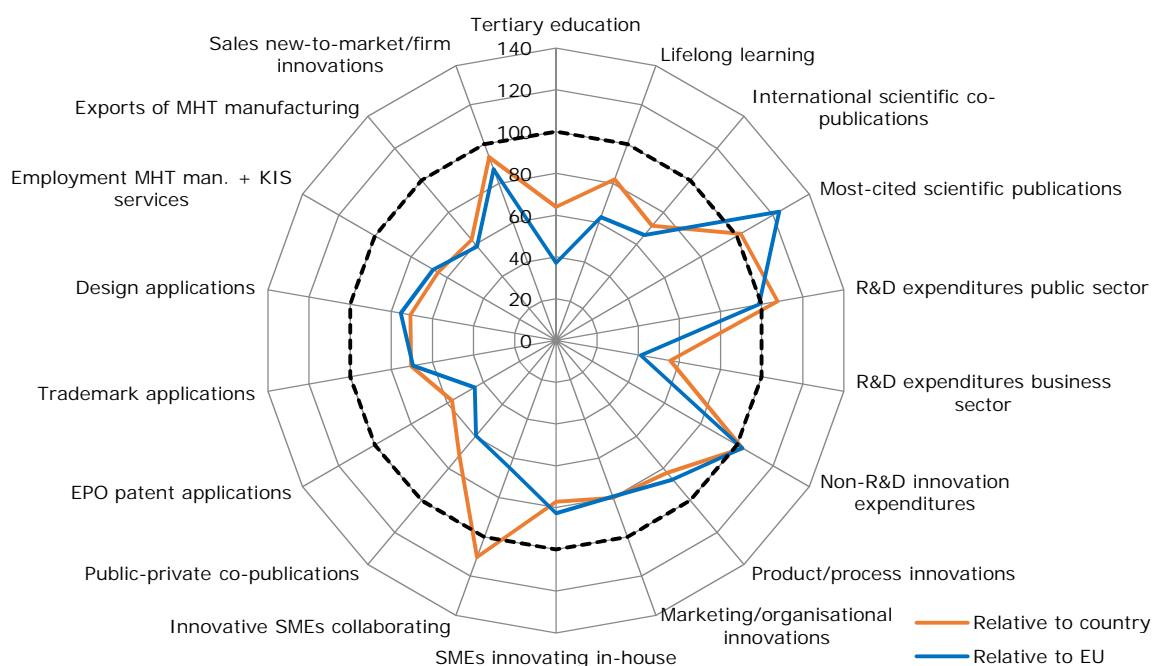 Tertiary education
Sales new-to-market/firm
innovations
Lifelong learning
Exports of MHT manufacturing
International scientific co-
publications
Employment MHT man. + KIS
services
Most-cited scientific publications
Design applications
R&D expenditures public sector
Trademark applications
R&D expenditures business
sector
EPO patent applications
Non-R&D innovation
expenditures
Public-private co-publications
Product/process innovations
Innovative SMEs collaborating
Marketing/organisational
innovations
SMEs innovating in-house
140
120
100
80
60
40
20
0
Relative to country
Relative to EU